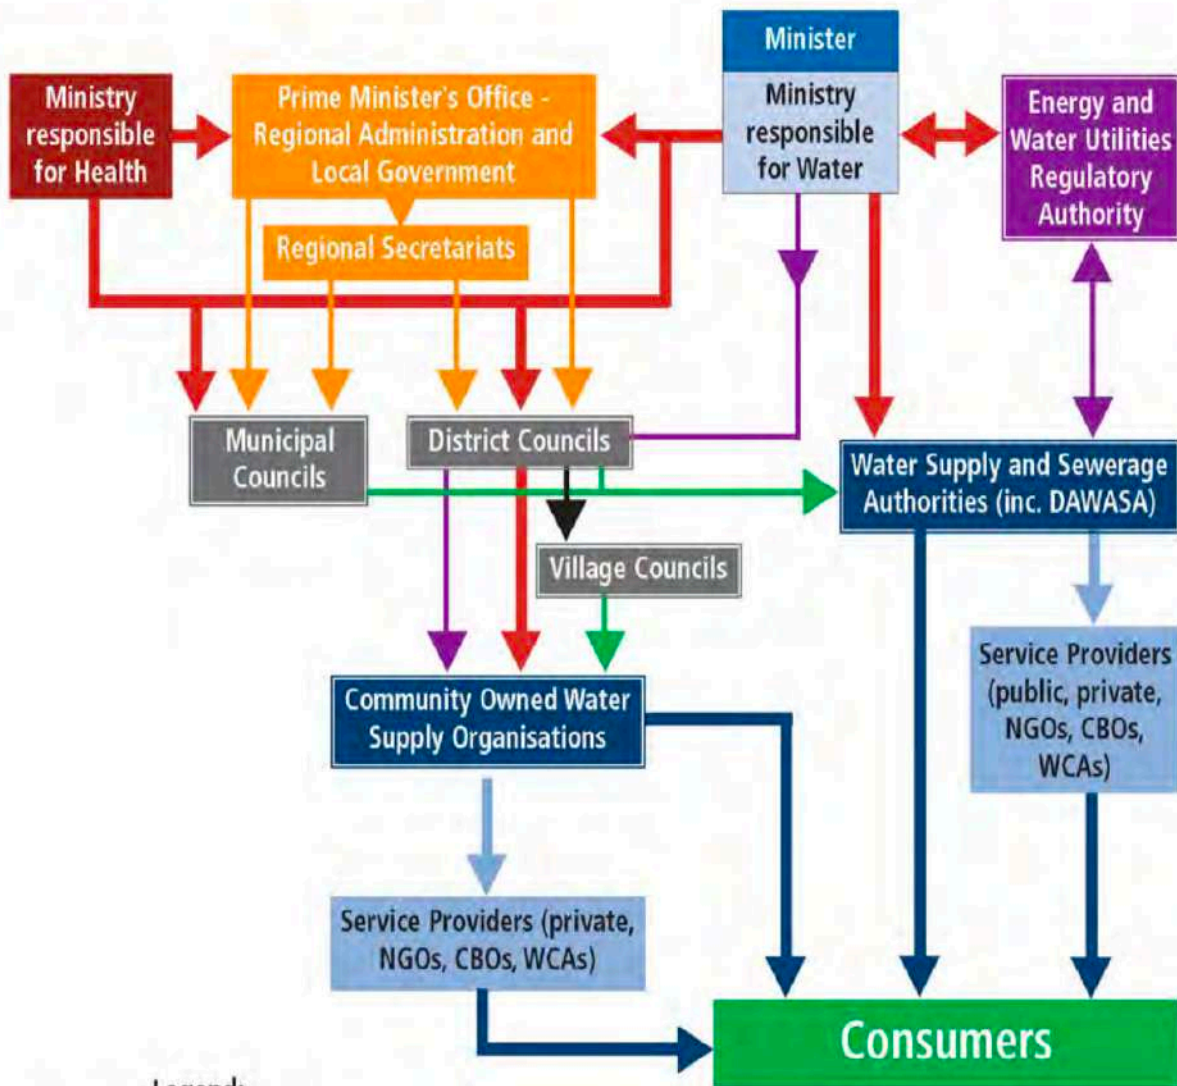 Minister
Ministry
responsible
for Water
Ministry
responsible
for Health
Prime Minister's Office -
Regional Administration and
Local Government
Energy and
Water Utilities
Regulatory
Authority
Regional Secretariats
Municipal
Councils
District Councils
Water Supply and Sewerage
Authorities (inc. DAWASA)
Village Councils
Service Providers
(public, private,
NGOs, CBOs,
WCAs)
Community Owned Water
Supply Organisations
Service Providers (private,
NGOs, CBOs, WCAs)
Consumers
Legend: